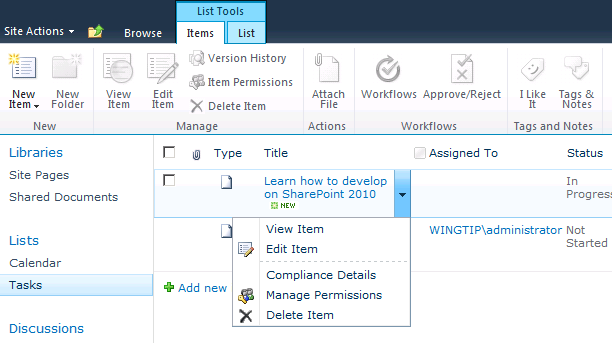 List Tools
Site Actions
Browse
Items
List
New Item
New Folder
View Item
Edit Item
Version History
Item Permissions
Delete Item
Attach File
Workflows
Approve/Reject
I Like It
Tags & Notes
New
Manage
Actions
Workflows
Tags and Notes
Libraries
Site Pages
Shared Documents
Lists
Calendar
Tasks
Discussions
Type
Title
Assigned To
Status
Learn how to develop
on SharePoint 2010
NEW
In
Progress
View Item
Edit Item
Compliance Details
Manage Permissions
Delete Item
WINGTIP\administrator
Not
Started
Add new